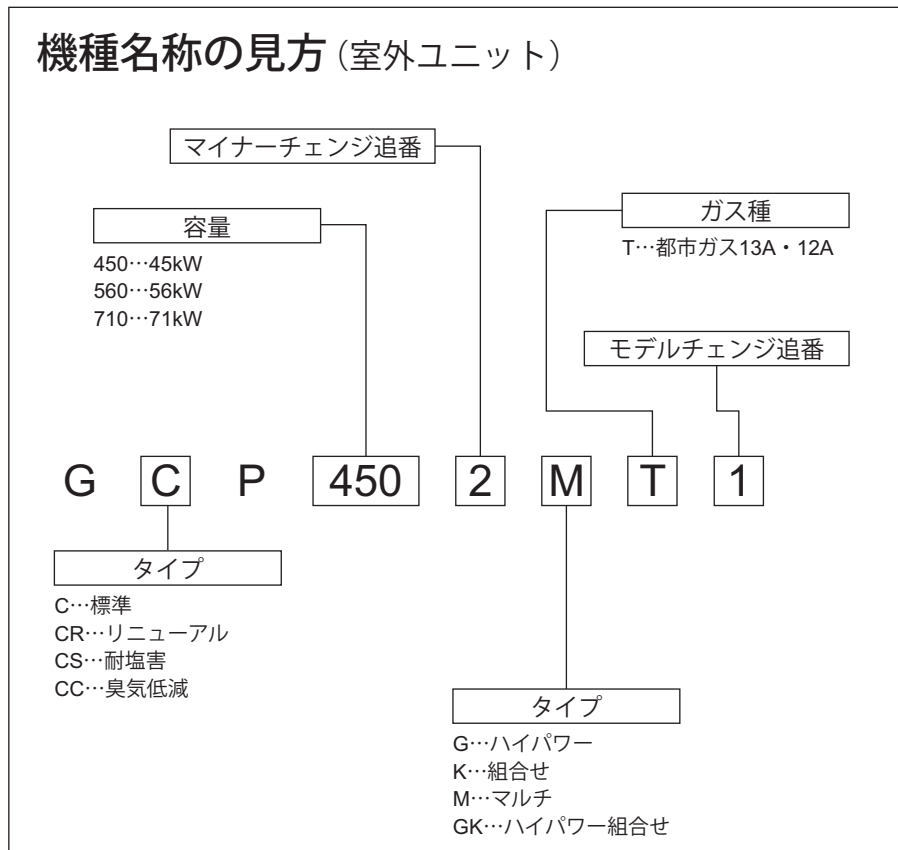 機種名称の見方（室外ユニット）
マイナーチェンジ追番
容量
450…45kW
560…56kW
710…71kW
ガス種
T…都市ガス13A・12A
モデルチェンジ追番
G C P 450 2 M T 1
タイプ
C…標準
CR…リニューアル
CS…耐塩害
CC…臭気低減
タイプ
G…ハイパワー
K…組合せ
M…マルチ
GK…ハイパワー組合せ